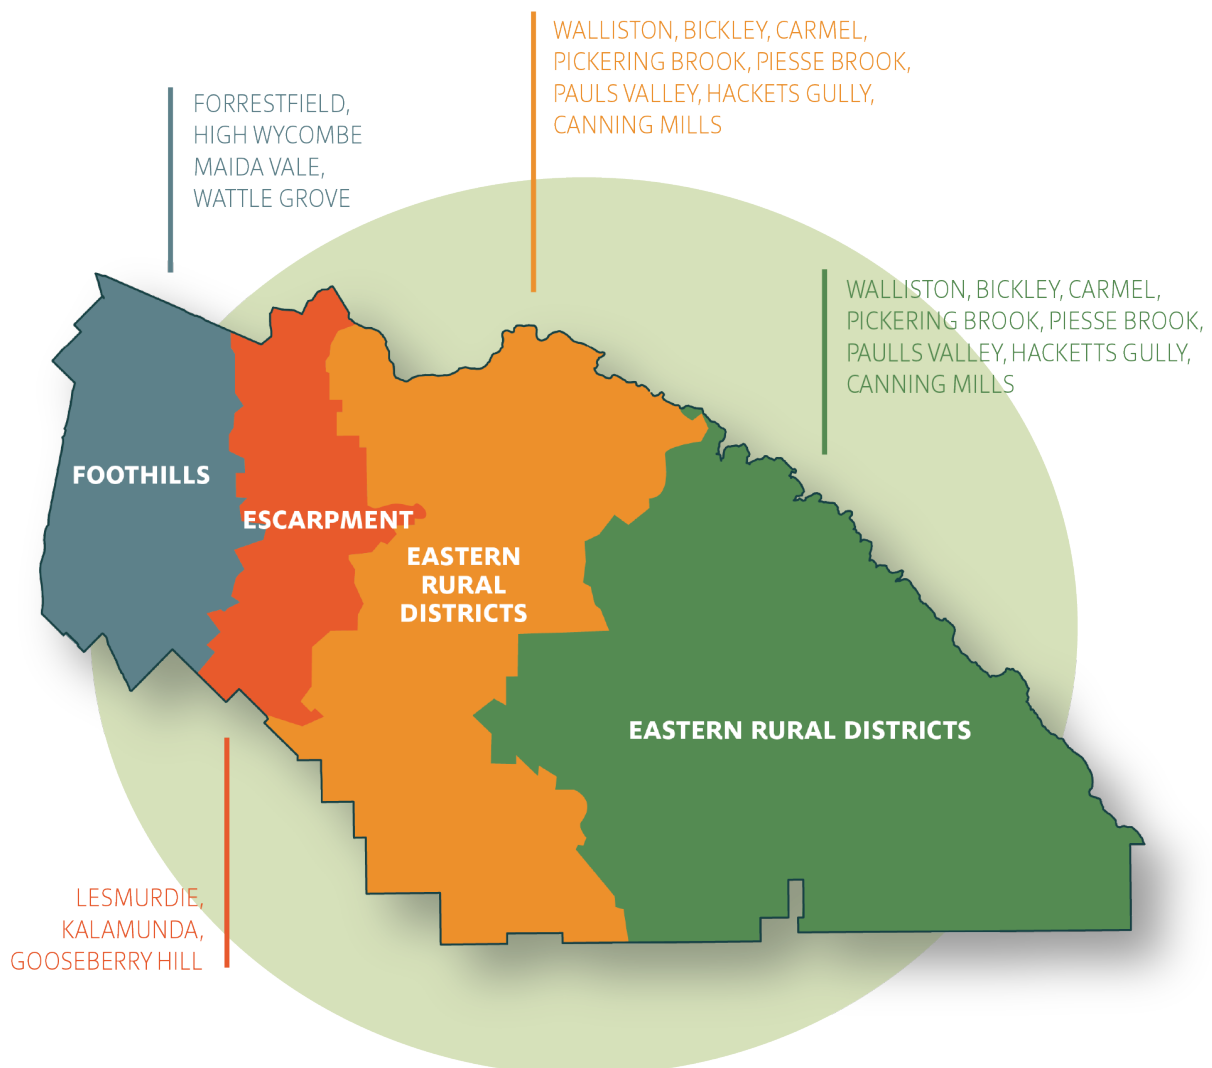 WALLISTON, BICKLEY, CARMEL,
PICKERING BROOK, PIESSE BROOK,
PAULS VALLEY, HACKETS GULLY,
CANNING MILLS
FORRESTFIELD,
HIGH WYCOMBE
MAIDA VALE,
WATTLE GROVE
WALLISTON, BICKLEY, CARMEL,
PICKERING BROOK, PIESSE BROOK,
PAULLS VALLEY, HACKETTS GULLY,
CANNING MILLS
FOOTHILLS
ESCARPMENT
EASTERN
RURAL
DISTRICTS
EASTERN RURAL DISTRICTS
LESMURDIE,
KALAMUNDA,
GOOSEBERRY HILL